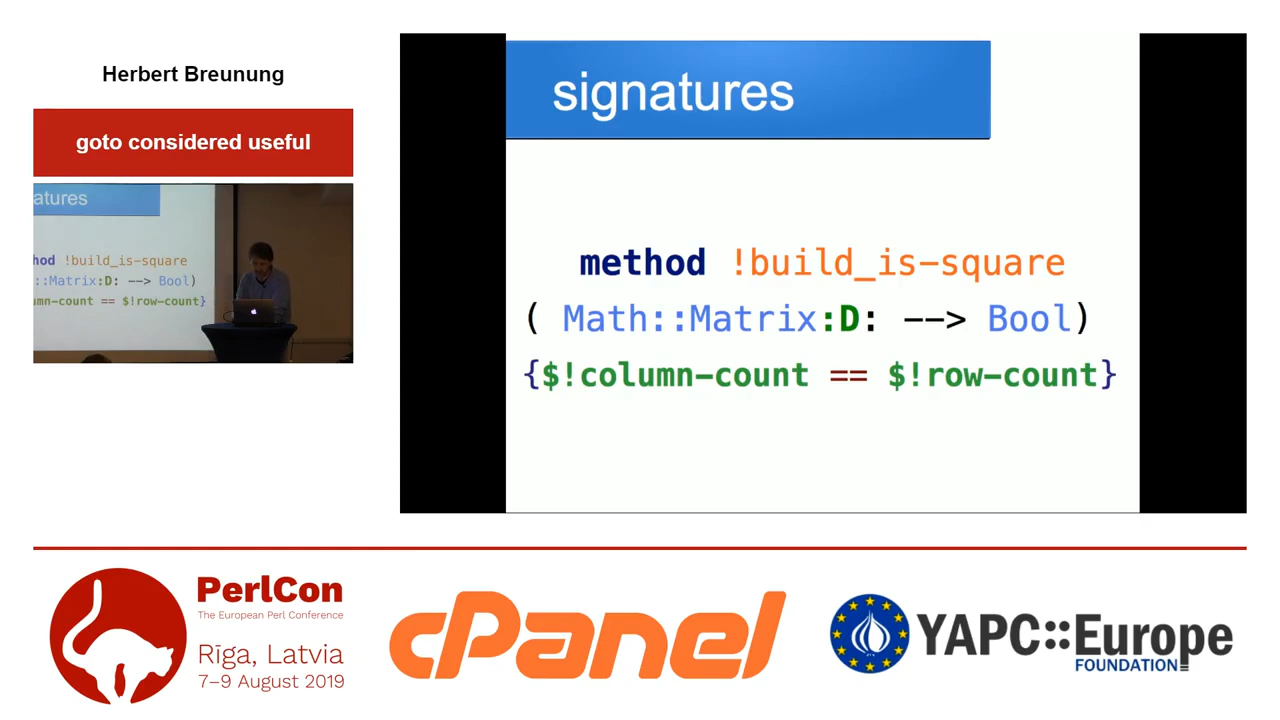 Herbert Breunung
goto considered useful
atures
hod !build_is-square
::Matrix:D: --> Bool)
umn-count == $!row-count}
signatures
method !build_is-square
( Math::Matrix:D: --> Bool)
{$!column-count == $!row-count}
PerlCon
The European Perl Conference
Rīga, Latvia
7–9 August 2019
cPanel
YAPC::Europe
FOUNDATION